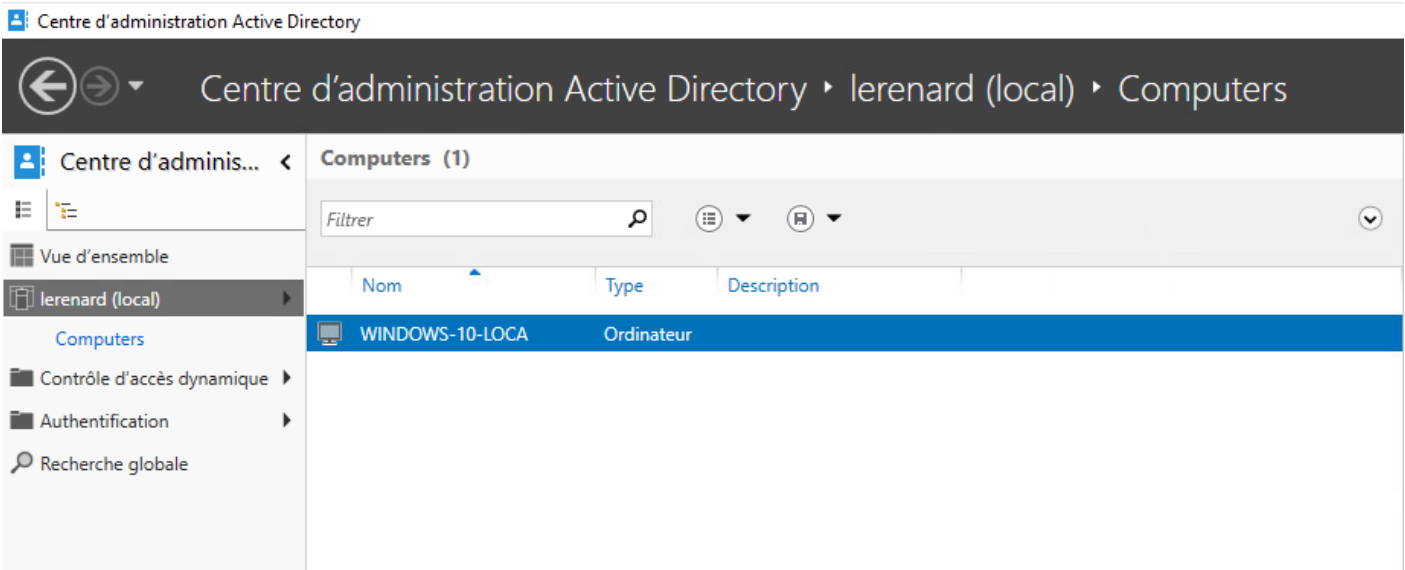 Centre d'administration Active Directory
Centre d'administration Active Directory ‣ lerenard (local) ‣ Computers
Centre d'adminis...
Vue d'ensemble
lerenard (local)
Computers
Contrôle d'accès dynamique
Authentification
Recherche globale
Computers (1)
Filtrer
Nom Type Description
WINDOWS-10-LOCA Ordinateur